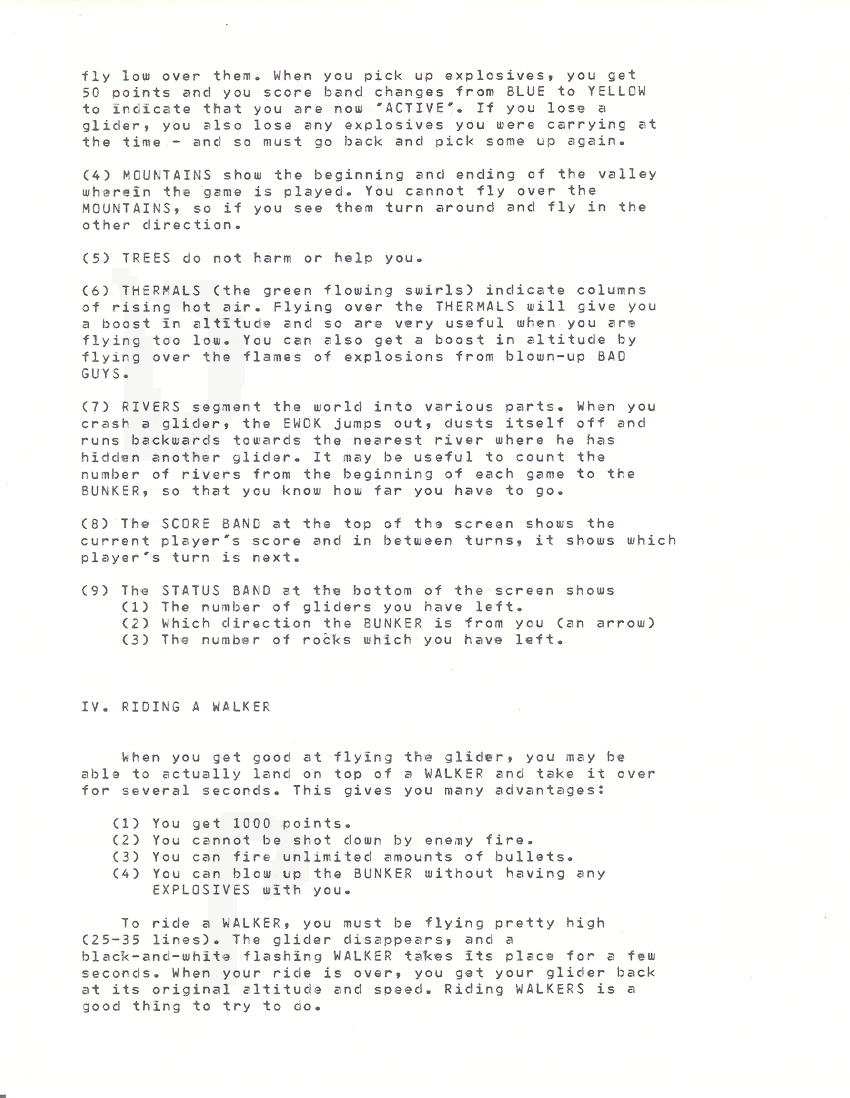 fly low over them. When you pick up explosives, you get
50 points and you score band changes from BLUE to YELLOW
to indicate that you are now "ACTIVE". If you lose a
glider, you also lose any explosives you were carrying at
the time - and so must go back and pick some up again.
(4) MOUNTAINS show the beginning and ending of the valley
wherein the game is played. You cannot fly over the
MOUNTAINS, so if you see them turn around and fly in the
other direction.
(5) TREES do not harm or help you.
(6) THERMALS (the green flowing swirls) indicate columns
of rising hot air. Flying over the THERMALS will give you
a boost in altitude and so are very useful when you are
flying too low. You can also get a boost in altitude by
flying over the flames of explosions from blown-up BAD
GUYS.
(7) RIVERS segment the world into various parts. When you
crash a glider, the EWOK jumps out, dusts itself off and
runs backwards towards the nearest river where he has
hidden another glider. It may be useful to count the
number of rivers from the beginning of each game to the
BUNKER, so that you know how far you have to go.
(8) The SCORE BAND at the top of the screen shows the
current player's score and in between turns, it shows which
player's turn is next.
(9) The STATUS BAND at the bottom of the screen shows
(1) The number of gliders you have left.
(2) Which direction the BUNKER is from you (an arrow)
(3) The number of rocks which you have left.
IV. RIDING A WALKER
When you get good at flying the glider, you may be
able to actually land on top of a WALKER and take it over
for several seconds. This gives you many advantages:
(1) You get 1000 points.
(2) You cannot be shot down by enemy fire.
(3) You can fire unlimited amounts of bullets.
(4) You can blow up the BUNKER without having any
EXPLOSIVES with you.
To ride a WALKER, you must be flying pretty high
(25-35 lines). The glider disappears, and a
black-and-white flashing WALKER takes its place for a few
seconds. When your ride is over, you get your glider back
at its original altitude and speed. Riding WALKERS is a
good thing to try to do.